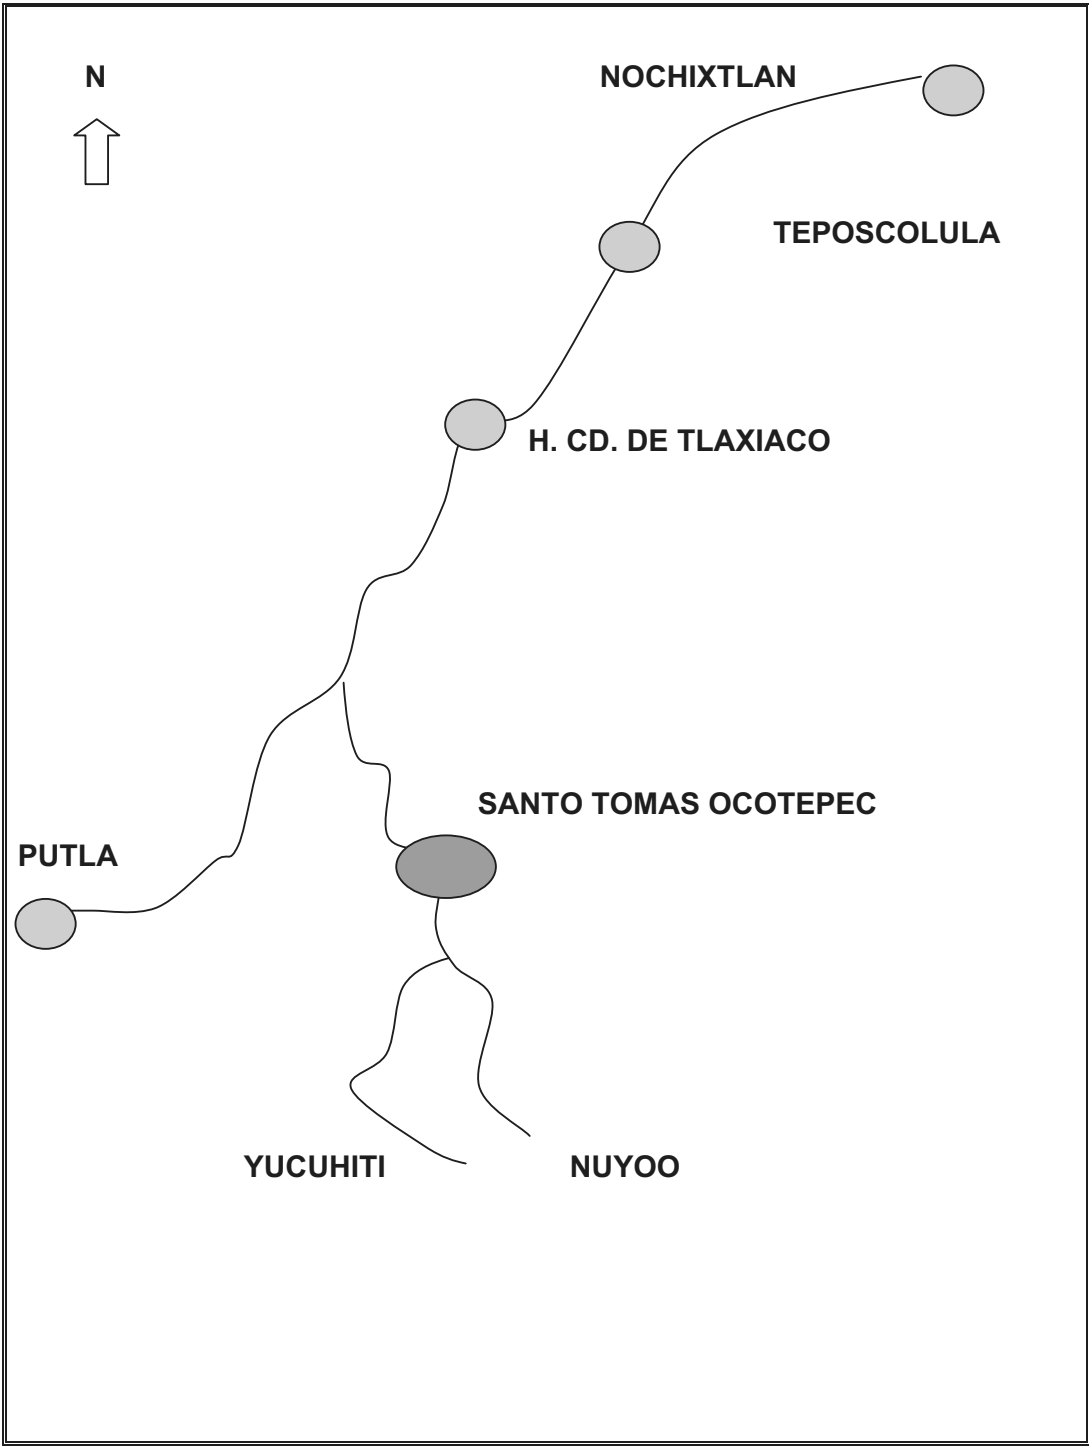 N
NOCHIXTLAN
TEPOSCOLULA
H. CD. DE TLAXIACO
SANTO TOMAS OCOTEPEC
PUTLA
YUCUHITI
NUYOO